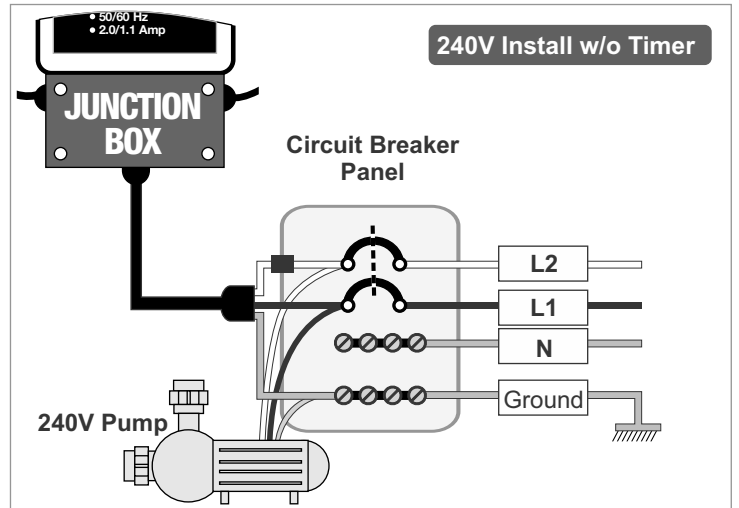 • 50/60 Hz
• 2.0/1.1 Amp
240V Install w/o Timer
JUNCTION
BOX
Circuit Breaker
Panel
L2
L1
N
Ground
240V Pump